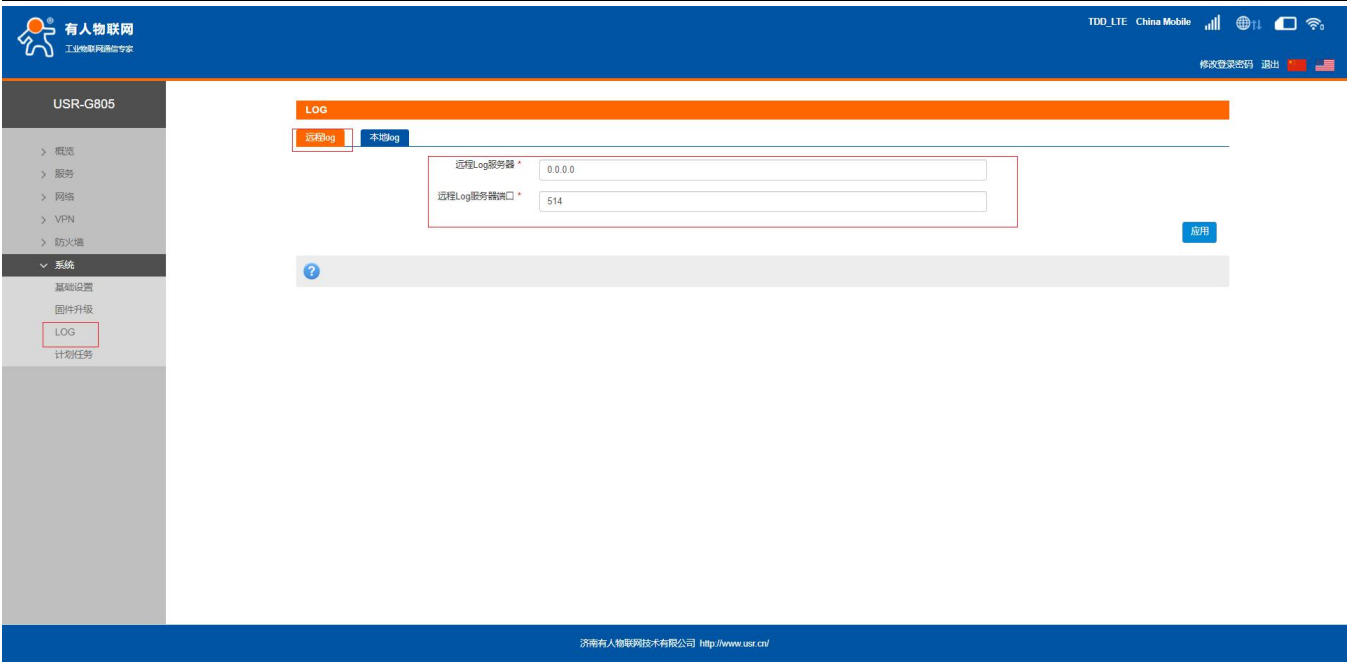 有人物联网
工业物联网通信专家
TDD_LTE China Mobile
修改登录密码 退出
USR-G805
概览
服务
网络
VPN
防火墙
系统
基础设置
固件升级
LOG
计划任务
LOG
远程log 本地log
远程Log服务器 * 0.0.0.0
远程Log服务器端口 * 514
应用
济南有人物联网技术有限公司 http://www.usr.cn/